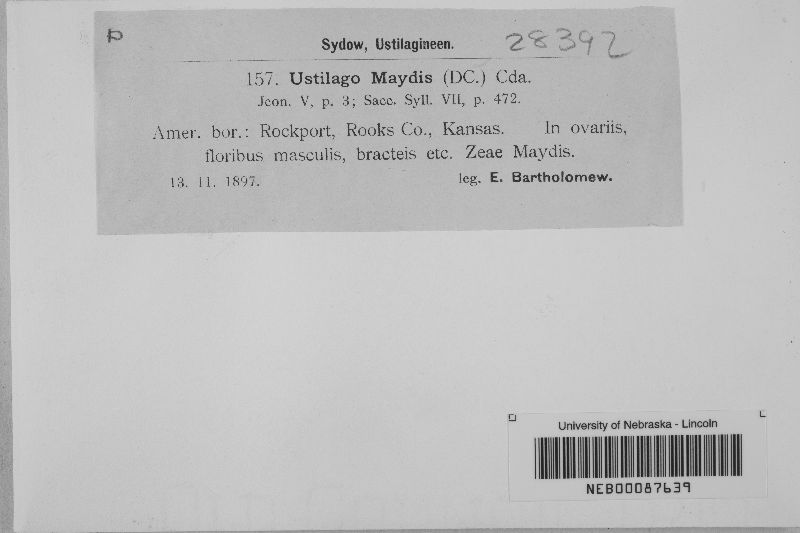 Sydow, Ustilagineen. 28392
157. Ustilago Maydis (DC.) Cda.
Jcon. V, p. 3; Sacc. Syll. VII, p. 472.
Amer. bor.: Rockport, Rooks Co., Kansas. In ovariis,
floribus masculis, bracteis etc. Zeae Maydis.
13. 11. 1897. leg. E. Bartholomew.
University of Nebraska - Lincoln
NEB00087639